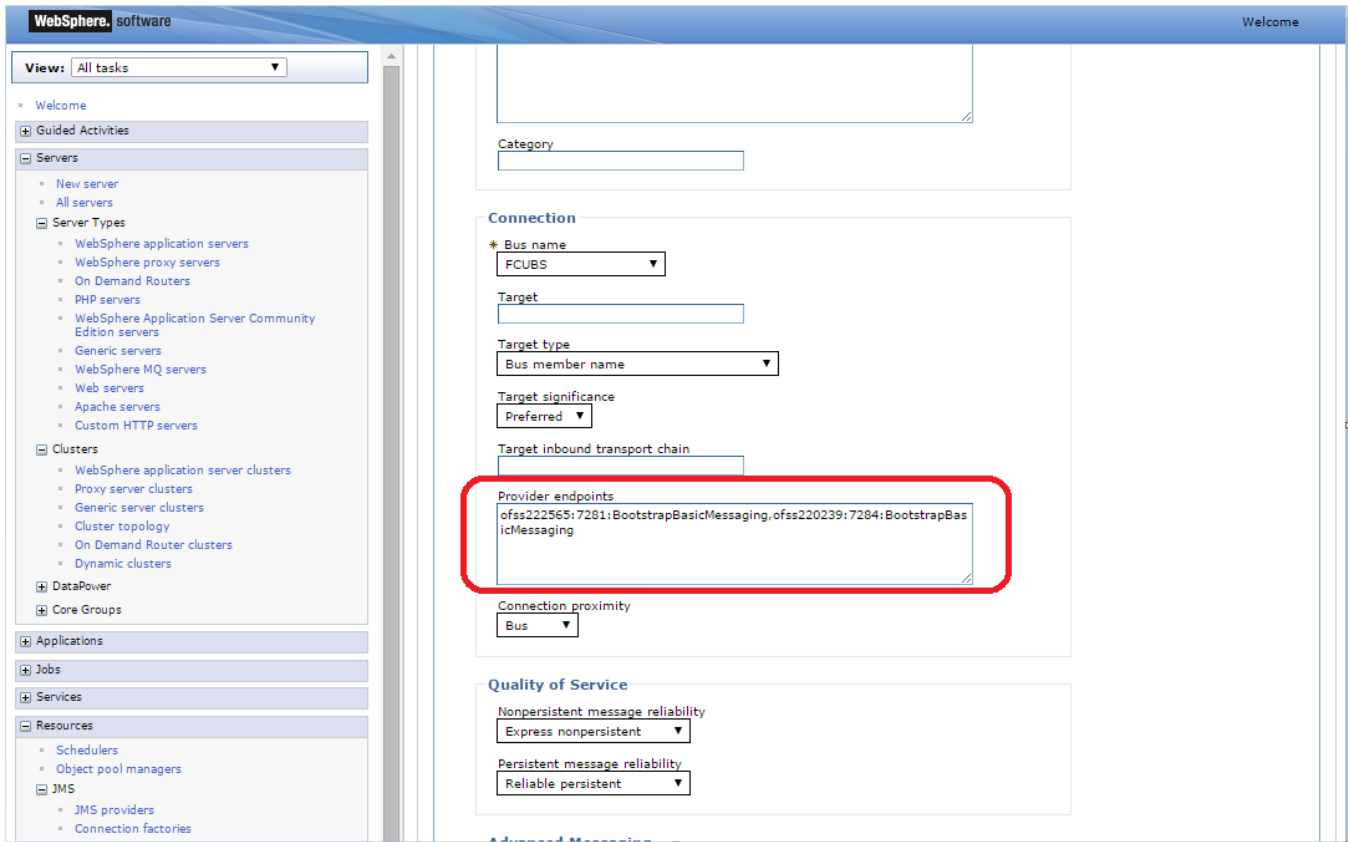 WebSphere. software
Welcome
View: All tasks
Welcome
Guided Activities
Servers
New server
All servers
Server Types
WebSphere application servers
WebSphere proxy servers
On Demand Routers
PHP servers
WebSphere Application Server Community
Edition servers
Generic servers
WebSphere MQ servers
Web servers
Apache servers
Custom HTTP servers
Clusters
WebSphere application server clusters
Proxy server clusters
Generic server clusters
Cluster topology
On Demand Router clusters
Dynamic clusters
DataPower
Core Groups
Applications
Jobs
Services
Resources
Schedulers
Object pool managers
JMS
JMS providers
Connection factories
Category
Connection
* Bus name
FCUBS
Target
Target type
Bus member name
Target significance
Preferred
Target inbound transport chain
Provider endpoints
ofss222565:7281:BootstrapBasicMessaging,ofss220239:7284:BootstrapBas
icMessaging
Connection proximity
Bus
Quality of Service
Nonpersistent message reliability
Express nonpersistent
Persistent message reliability
Reliable persistent
Advanced Messaging